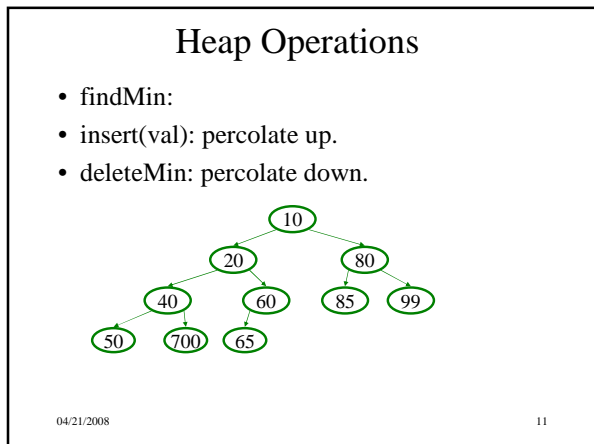 Heap Operations
• findMin:
• insert(val): percolate up.
• deleteMin: percolate down.
10
20 80
40 60 85 99
50 700 65
04/21/2008 11